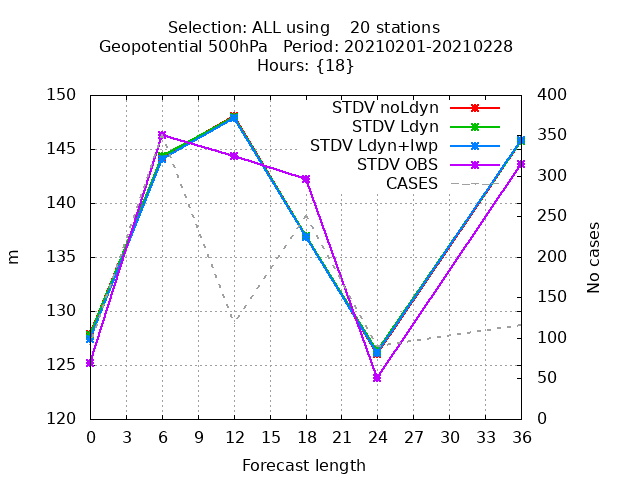 Selection: ALL using    20 stations
Geopotential 500hPa   Period: 20210201-20210228
Hours: {18}
STDV noLdyn
STDV Ldyn
STDV Ldyn+lwp
STDV OBS
CASES
150
145
140
135
130
125
120
m
400
350
300
250
200
150
100
50
0
No cases
0 3 6 9 12 15 18 21 24 27 30 33 36
Forecast length